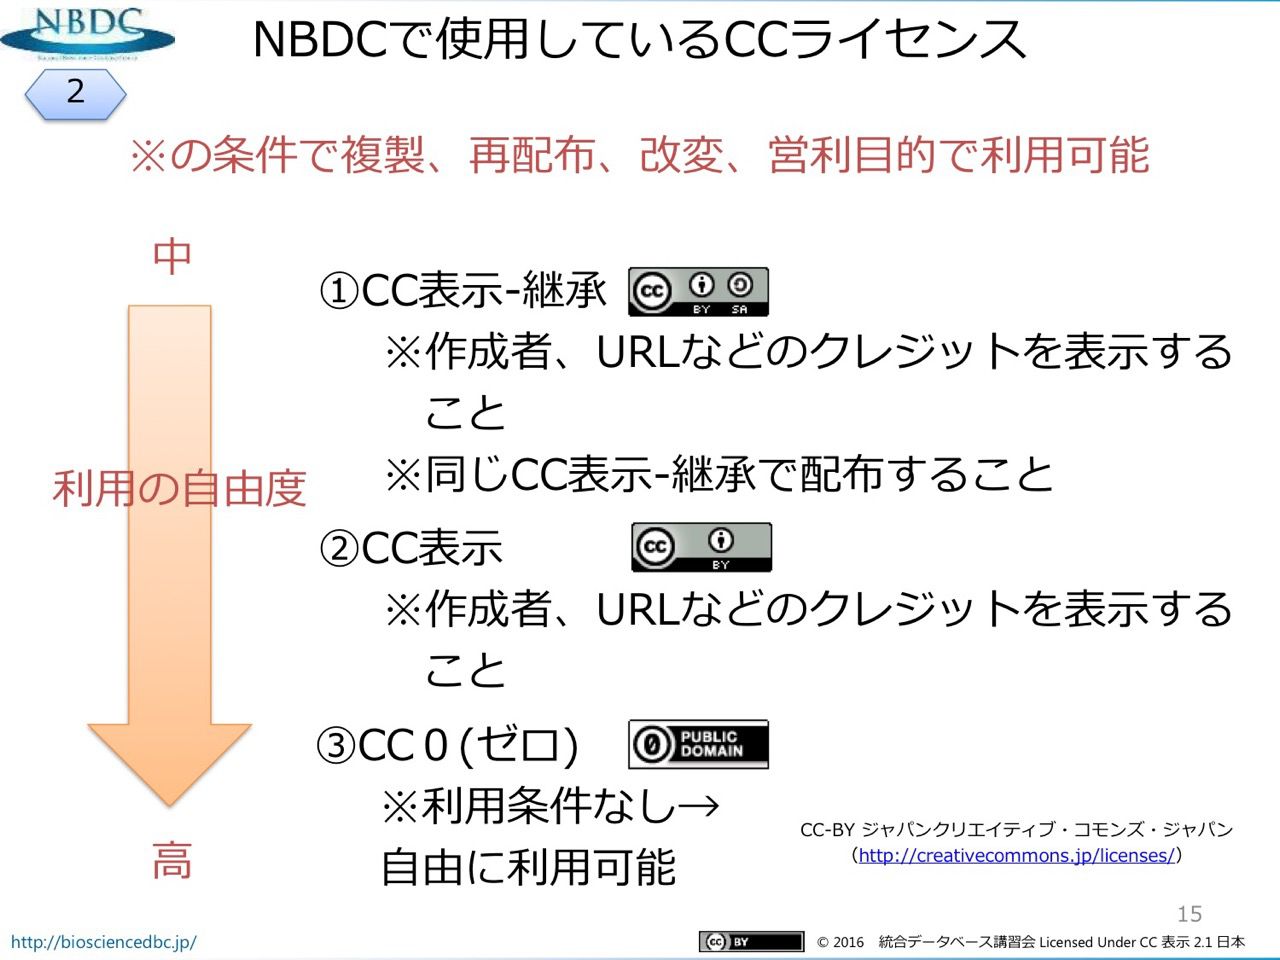 NBDC
NBDCで使用しているCCライセンス
2
※の条件で複製、再配布、改変、営利目的で利用可能
中
利用の自由度
高
①CC表示-継承
cc BY SA
※作成者、URLなどのクレジットを表示する
こと
※同じCC表示-継承で配布すること
②CC表示
cc BY
※作成者、URLなどのクレジットを表示する
こと
③CC０(ゼロ)
0 PUBLIC
DOMAIN
※利用条件なし→
自由に利用可能
CC-BY ジャパンクリエイティブ・コモンズ・ジャパン
（http://creativecommons.jp/licenses/）
15
http://biosciencedbc.jp/
cc BY
© 2016 統合データベース講習会 Licensed Under CC 表示 2.1 日本